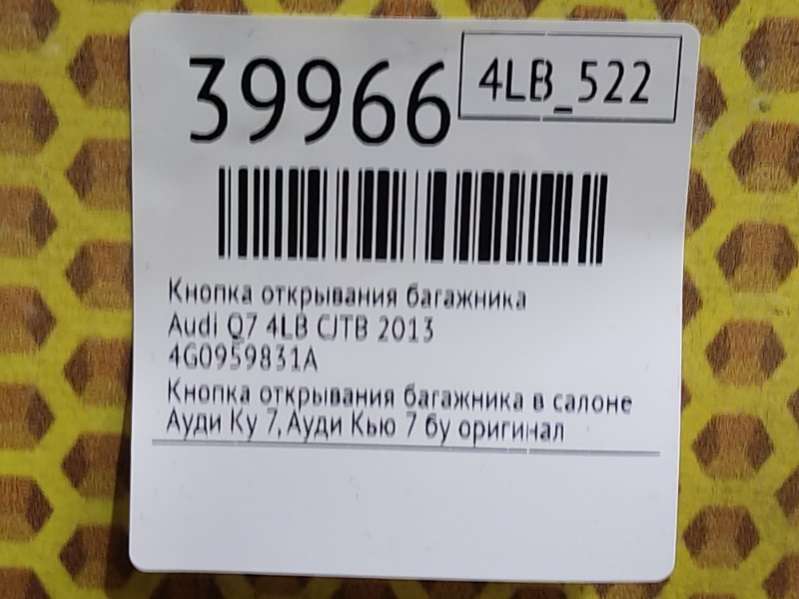 39966
4LB_522
Кнопка открывания багажника
Audi Q7 4LB CJTB 2013
4G0959831A
Кнопка открывания багажника в салоне
Ауди Ку 7, Ауди Кью 7 бу оригинал